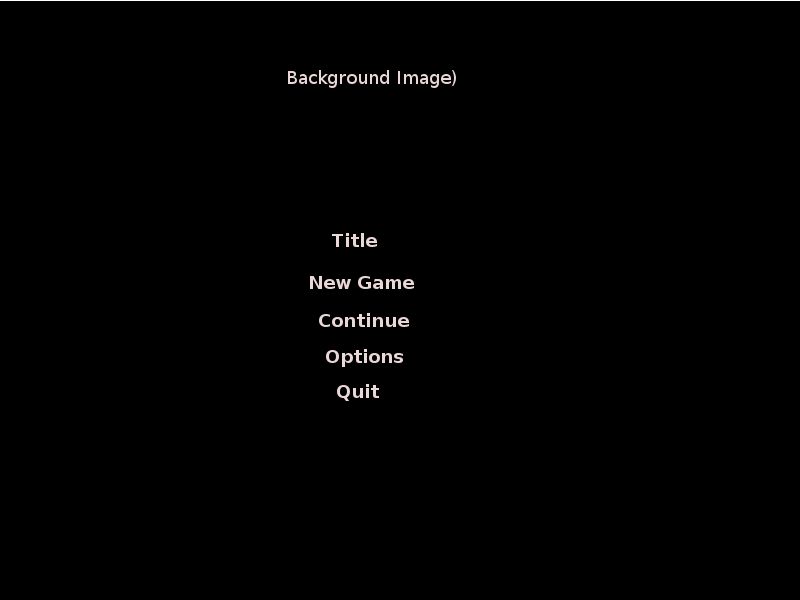 Background Image)
Title
New Game
Continue
Options
Quit